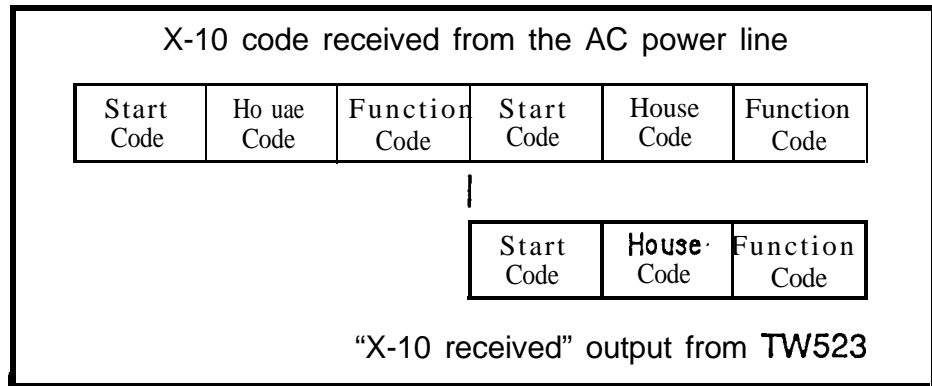 X-10 code received from the AC power line
Start Ho uae Function Start House Function
Code Code Code Code Code Code
Start House Function
Code Code Code
“X-10 received” output from TW523